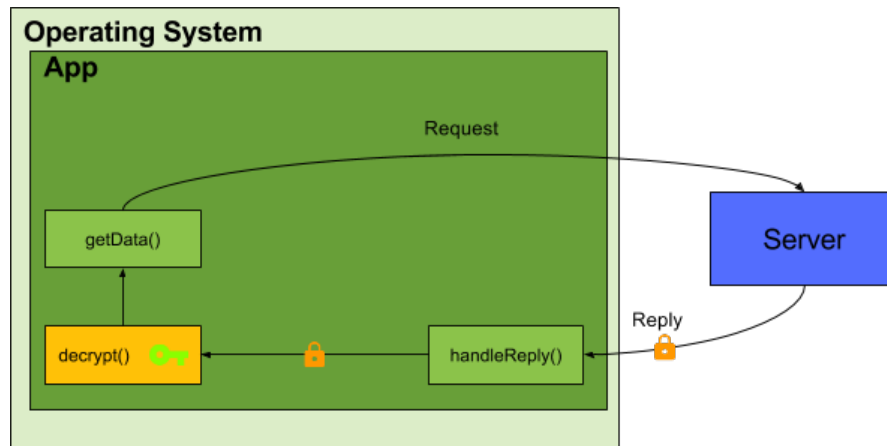 Operating System
App
Request
getData()
Server
Reply
decrypt()
handleReply()